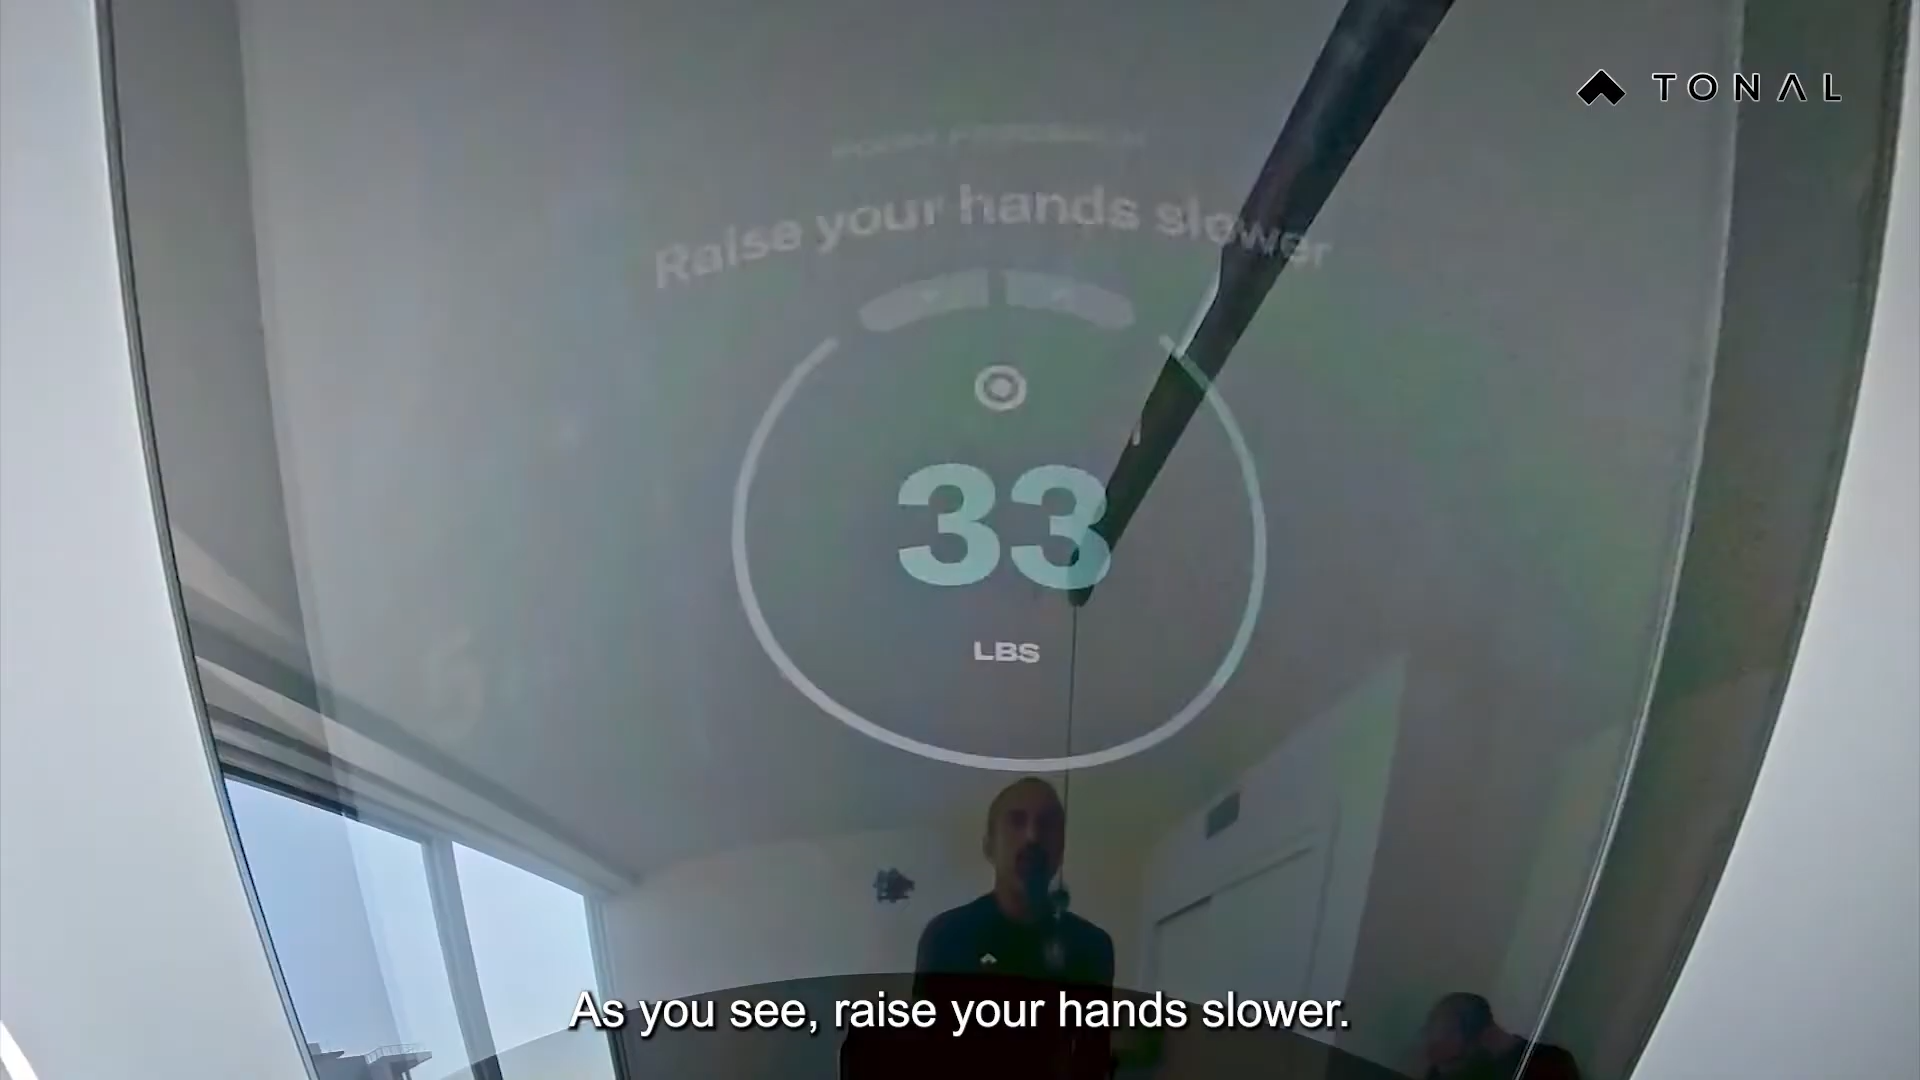 TONAL
Raise your hands slower
33
LBS
As you see, raise your hands slower.